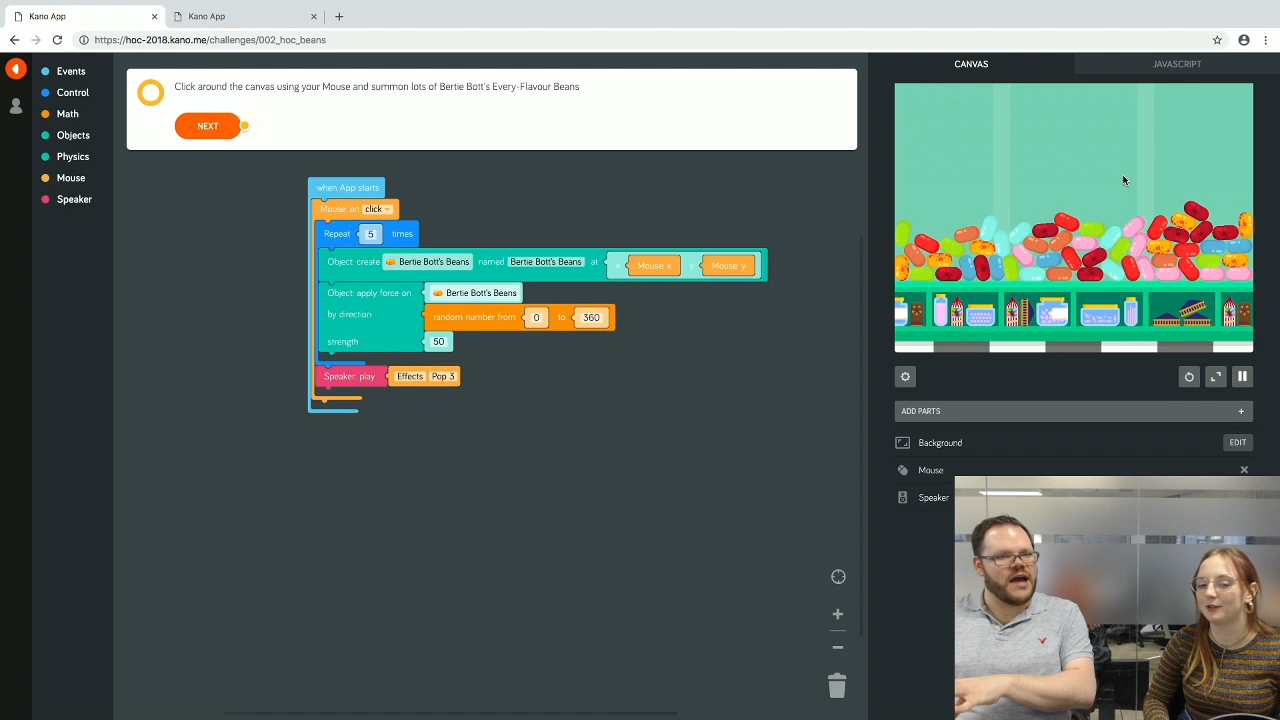 Kano App
Kano App
https://hoc-2018.kano.me/challenges/002_hoc_beans
Events
Control
Math
Objects
Physics
Mouse
Speaker
Click around the canvas using your Mouse and summon lots of Bertie Bott's Every-Flavour Beans
NEXT
when App starts
Mouse: on click
Repeat 5 times
Object: create Bertie Bott's Beans named Bertie Bott's Beans at x Mouse: x y Mouse: y
Object: apply force on Bertie Bott's Beans
by direction random number from 0 to 360
strength 50
Speaker: play Effects Pop 3
CANVAS JAVASCRIPT
ADD PARTS
Background EDIT
Mouse
Speaker